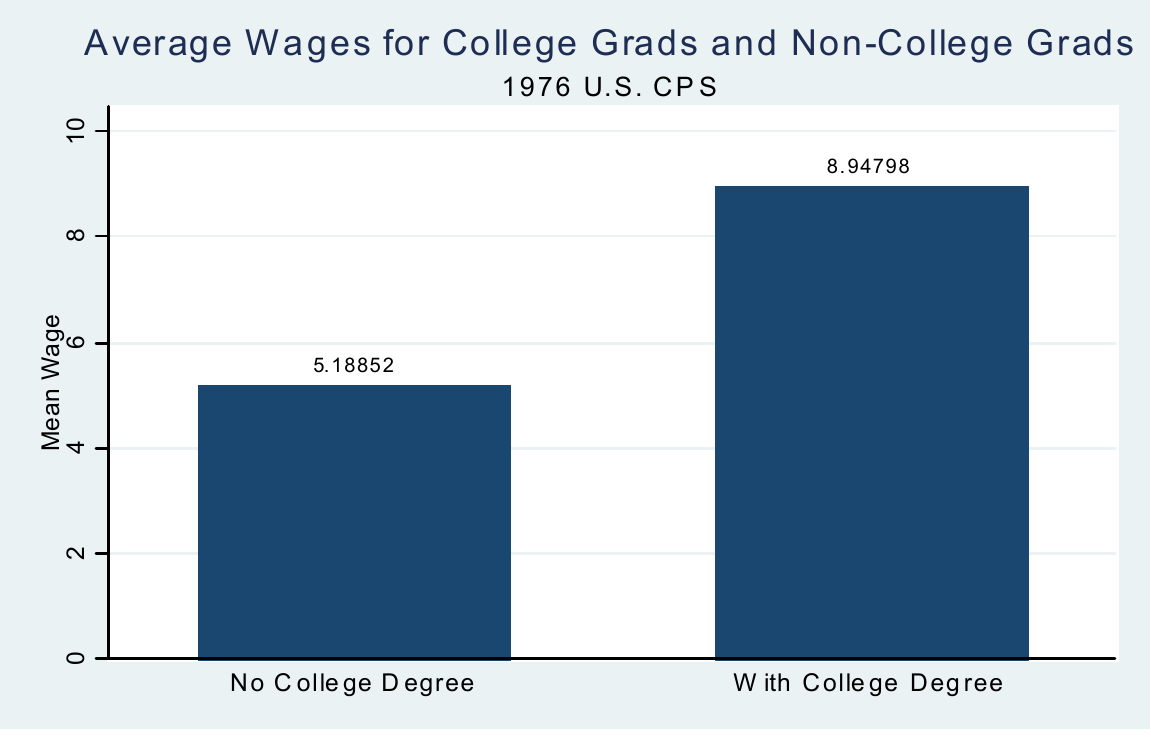 Average Wages for College Grads and Non-College Grads
1976 U.S. CPS
Mean Wage
10
8
6
4
2
0
5.18852
8.94798
No College Degree
With College Degree